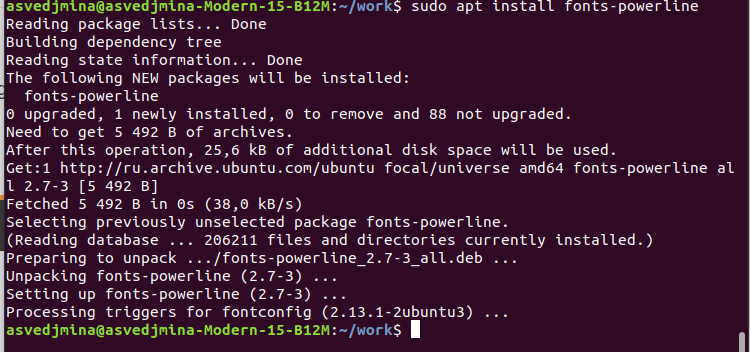 asvedjmina@asvedjmina-Modern-15-B12M:~/work$ sudo apt install fonts-powerline
Reading package lists... Done
Building dependency tree
Reading state information... Done
The following NEW packages will be installed:
  fonts-powerline
0 upgraded, 1 newly installed, 0 to remove and 88 not upgraded.
Need to get 5 492 B of archives.
After this operation, 25,6 kB of additional disk space will be used.
Get:1 http://ru.archive.ubuntu.com/ubuntu focal/universe amd64 fonts-powerline al
l 2.7-3 [5 492 B]
Fetched 5 492 B in 0s (38,0 kB/s)
Selecting previously unselected package fonts-powerline.
(Reading database ... 206211 files and directories currently installed.)
Preparing to unpack .../fonts-powerline_2.7-3_all.deb ...
Unpacking fonts-powerline (2.7-3) ...
Setting up fonts-powerline (2.7-3) ...
Processing triggers for fontconfig (2.13.1-2ubuntu3) ...
asvedjmina@asvedjmina-Modern-15-B12M:~/work$